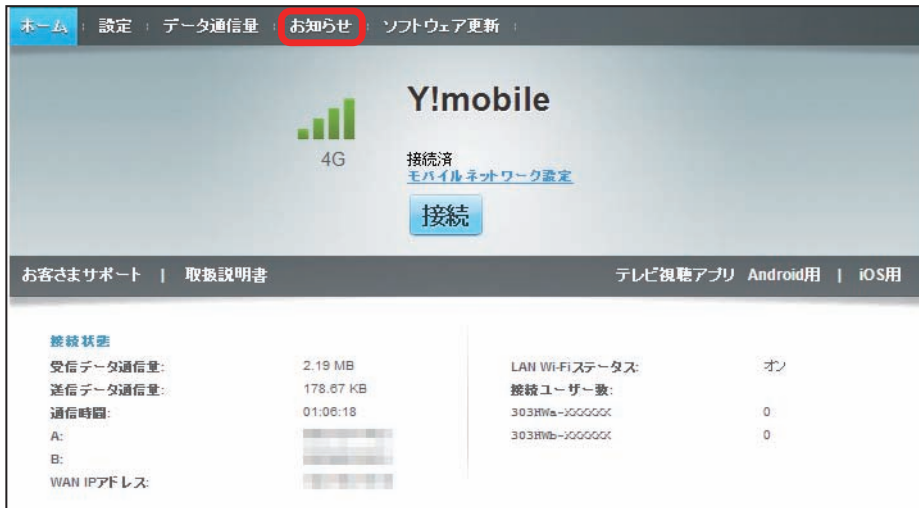 ホーム 設定 データ通信量 お知らせ ソフトウェア更新
Y!mobile
4G
接続済
モバイルネットワーク設定
接続
お客さまサポート | 取扱説明書 テレビ視聴アプリ Android用 | iOS用
接続状態
受信データ通信量: 2.19 MB
送信データ通信量: 178.67 KB
通信時間: 01:06:18
A:
B:
WAN IPアドレス:
LAN Wi-Fiステータス: オン
接続ユーザー数:
303HWa-XXXXXX 0
303HWb-XXXXXX 0